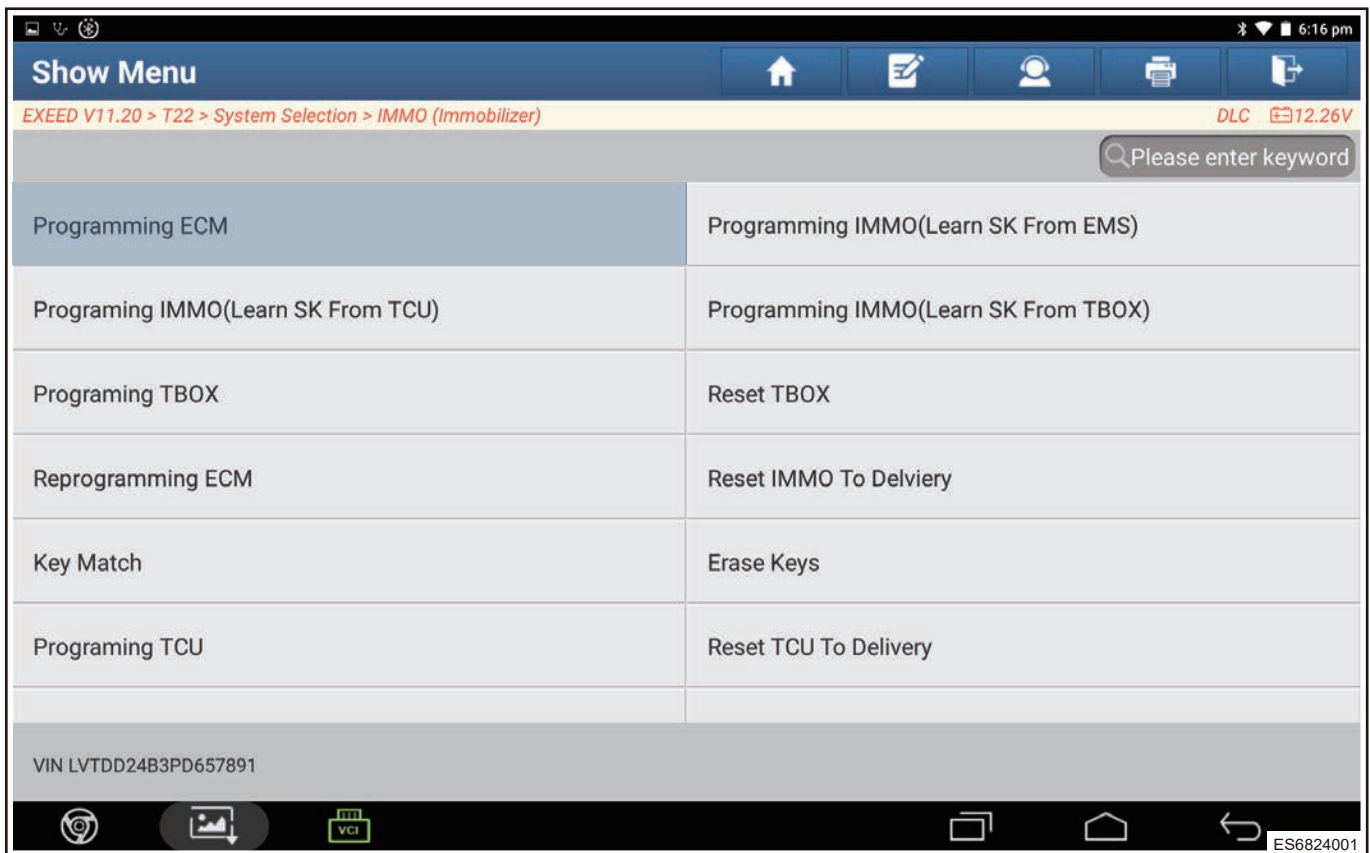 6:16 pm
Show Menu
EXEED V11.20 > T22 > System Selection > IMMO (Immobilizer)
DLC 12.26V
Please enter keyword
Programming ECM
Programming IMMO(Learn SK From EMS)
Programing IMMO(Learn SK From TCU)
Programming IMMO(Learn SK From TBOX)
Programing TBOX
Reset TBOX
Reprogramming ECM
Reset IMMO To Delviery
Key Match
Erase Keys
Programing TCU
Reset TCU To Delivery
VIN LVTDD24B3PD657891
VCI
ES6824001